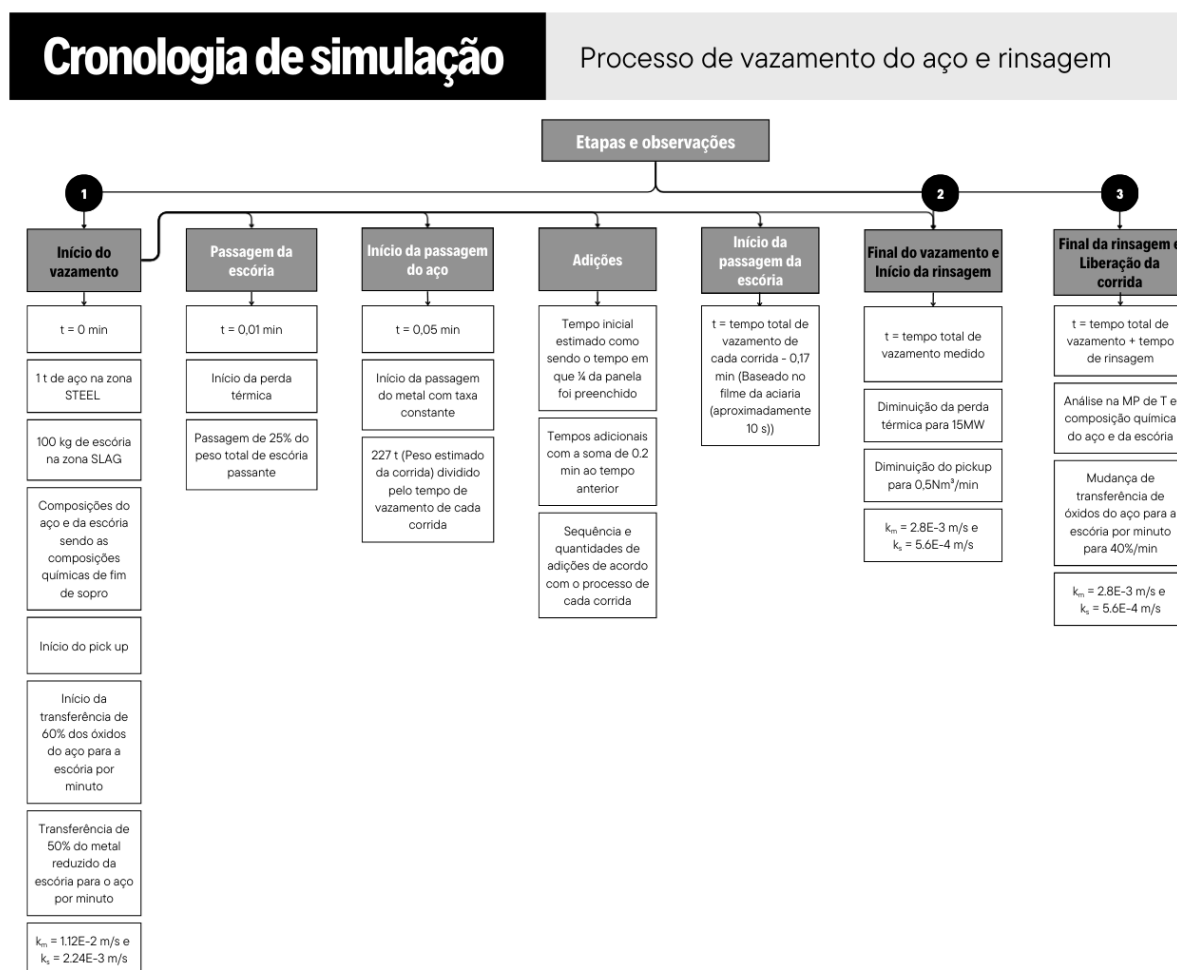 Cronologia de simulação
Processo de vazamento do aço e rinsagem
Etapas e observações
1
2
3
Início do
vazamento
t = 0 min
1 t de aço na zona
STEEL
100 kg de escória
na zona SLAG
Composições do
aço e da escória
sendo as
composições
químicas de fim
de sopro
Início do pick up
Início da
transferência de
60% dos óxidos
do aço para a
escória por
minuto
Transferência de
50% do metal
reduzido da
escória para o aço
por minuto
kₘ = 1.12E-2 m/s e
kₛ = 2.24E-3 m/s
Passagem da
escória
t = 0,01 min
Início da perda
térmica
Passagem de 25% do
peso total de escória
passante
Início da passagem
do aço
t = 0,05 min
Início da passagem
do metal com taxa
constante
227 t (Peso estimado
da corrida) dividido
pelo tempo de
vazamento de cada
corrida
Adições
Tempo inicial
estimado como
sendo o tempo em
que ¼ da panela
foi preenchido
Tempos adicionais
com a soma de 0.2
min ao tempo
anterior
Sequência e
quantidades de
adições de acordo
com o processo de
cada corrida
Início da
passagem da
escória
t = tempo total de
vazamento de
cada corrida - 0,17
min (Baseado no
filme da aciaria
(aproximadamente
10 s))
Final do vazamento e
Início da rinsagem
t = tempo total de
vazamento medido
Diminuição da perda
térmica para 15MW
Diminuição do pickup
para 0,5Nm³/min
kₘ = 2.8E-3 m/s e
kₛ = 5.6E-4 m/s
Final da rinsagem e
Liberação da
corrida
t = tempo total de
vazamento + tempo
de rinsagem
Análise na MP de T e
composição química
do aço e da escória
Mudança de
transferência de
óxidos do aço para a
escória por minuto
para 40%/min
kₘ = 2.8E-3 m/s e
kₛ = 5.6E-4 m/s